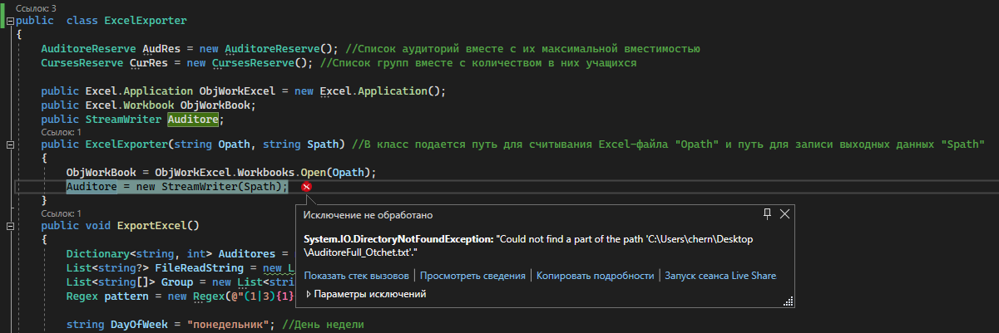 Ссылок: 3
public class ExcelExporter
{
AuditoreReserve AudRes = new AuditoreReserve(); //Список аудиторий вместе с их максимальной вместимостью
CursesReserve CurRes = new CursesReserve(); //Список групп вместе с количеством в них учащихся
public Excel.Application ObjWorkExcel = new Excel.Application();
public Excel.Workbook ObjWorkBook;
public StreamWriter Auditore;
Ссылок: 1
public ExcelExporter(string Opath, string Spath) //В класс подается путь для считывания Excel-файла "Opath" и путь для записи выходных данных "Spath"
{
ObjWorkBook = ObjWorkExcel.Workbooks.Open(Opath);
Auditore = new StreamWriter(Spath);
}
Ссылок: 1
public void ExportExcel()
{
Dictionary<string, int> Auditores =
List<string?> FileReadString = new L
List<string[]> Group = new List<stri
Regex pattern = new Regex(@"(1|3){1}
string DayOfWeek = "понедельник"; //День недели
Исключение не обработано
System.IO.DirectoryNotFoundException: "Could not find a part of the path 'C:\Users\chern\Desktop
\AuditoreFull_Otchet.txt'."
Показать стек вызовов | Просмотреть сведения | Копировать подробности | Запуск сеанса Live Share
Параметры исключений